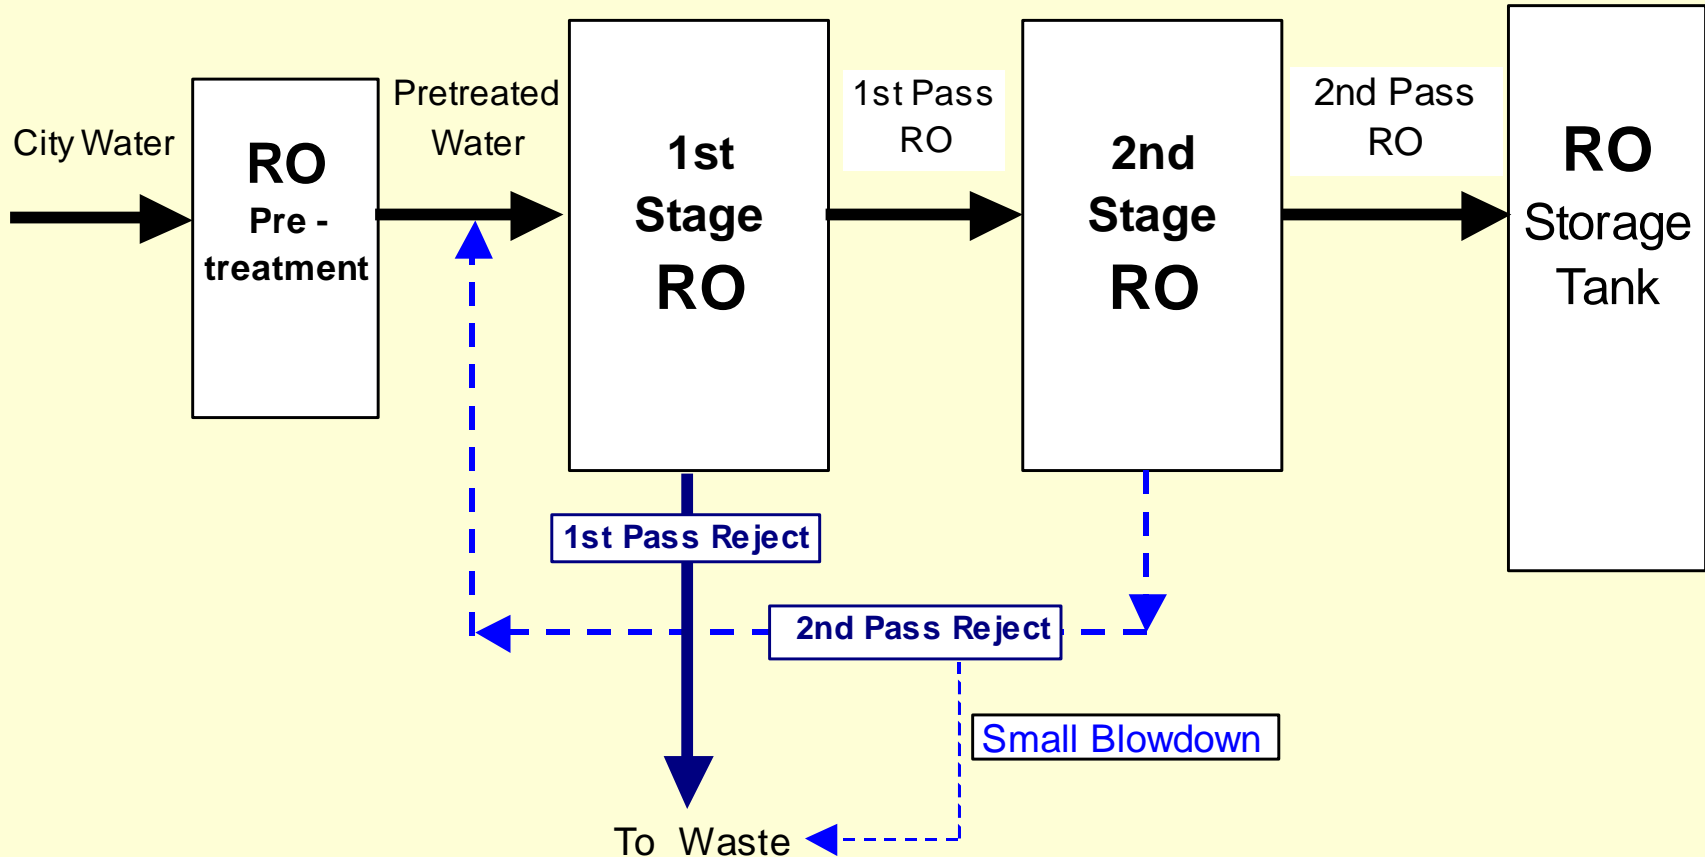 City Water
RO
Pre -
treatment
Pretreated
Water
1st
Stage
RO
1st Pass
RO
2nd
Stage
RO
2nd Pass
RO
RO
Storage
Tank
1st Pass Reject
2nd Pass Reject
Small Blowdown
To Waste